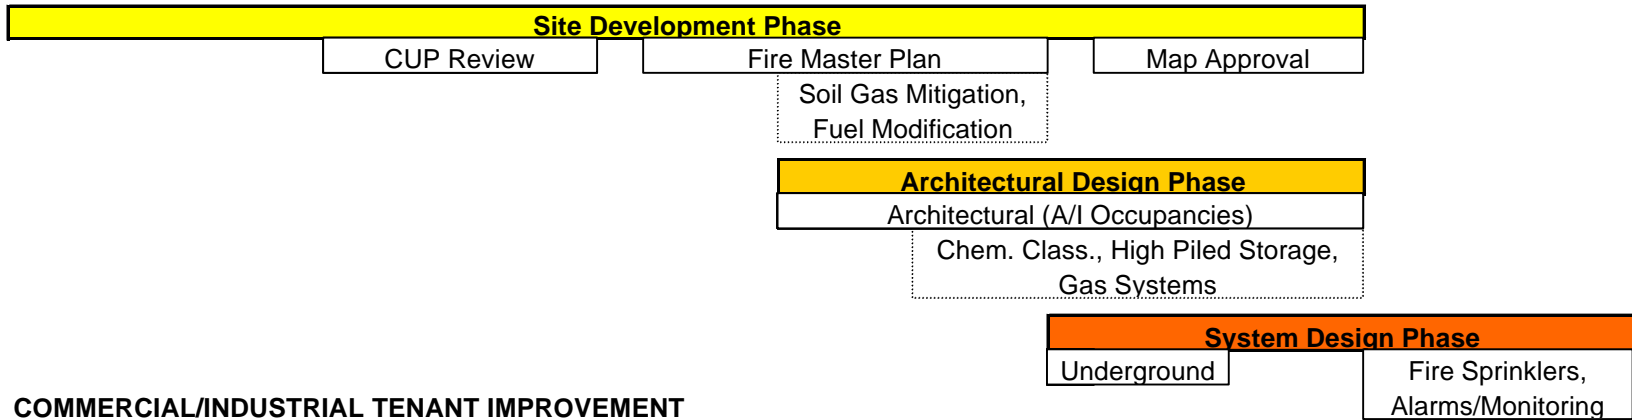 Site Development Phase
CUP Review
Fire Master Plan
Map Approval
Soil Gas Mitigation,
Fuel Modification
Architectural Design Phase
Architectural (A/I Occupancies)
Chem. Class., High Piled Storage,
Gas Systems
System Design Phase
Underground
Fire Sprinklers,
Alarms/Monitoring
COMMERCIAL/INDUSTRIAL TENANT IMPROVEMENT